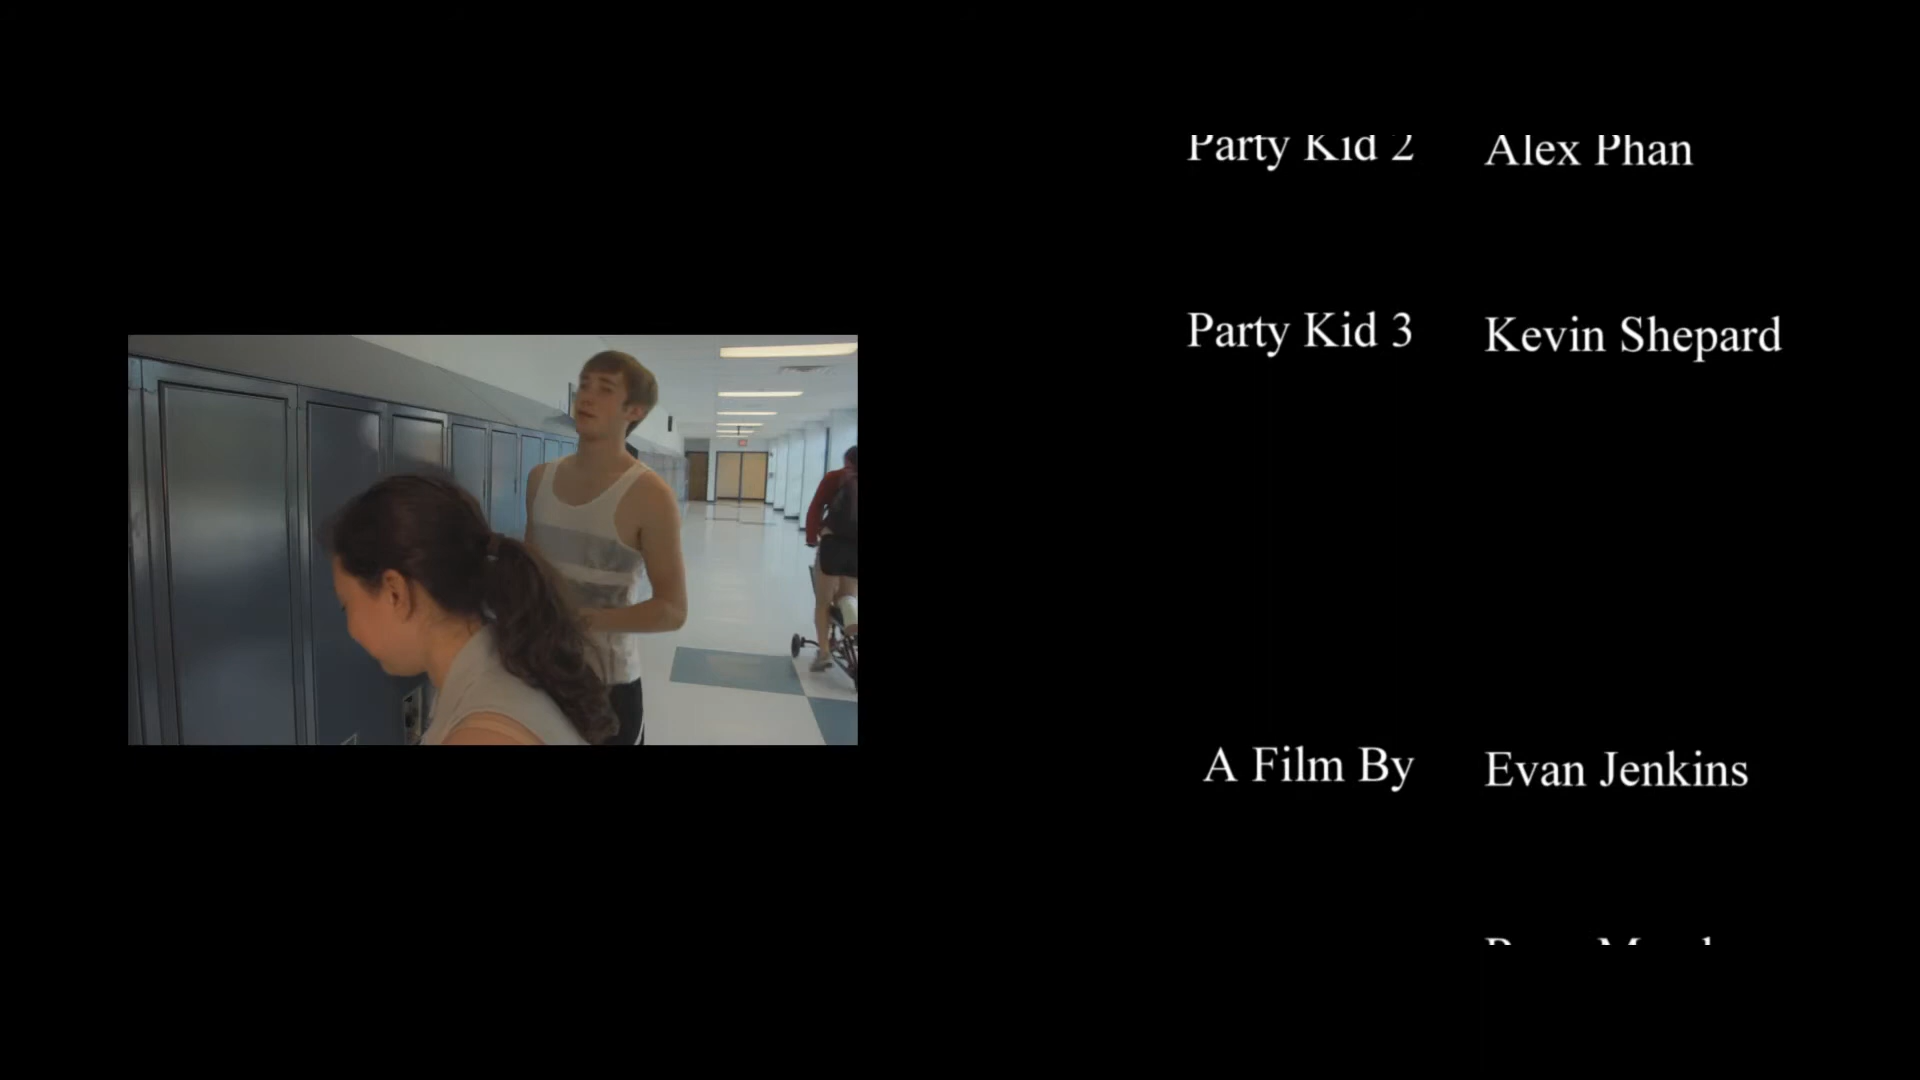 Party Kid 2 Alex Phan
Party Kid 3 Kevin Shepard
A Film By Evan Jenkins